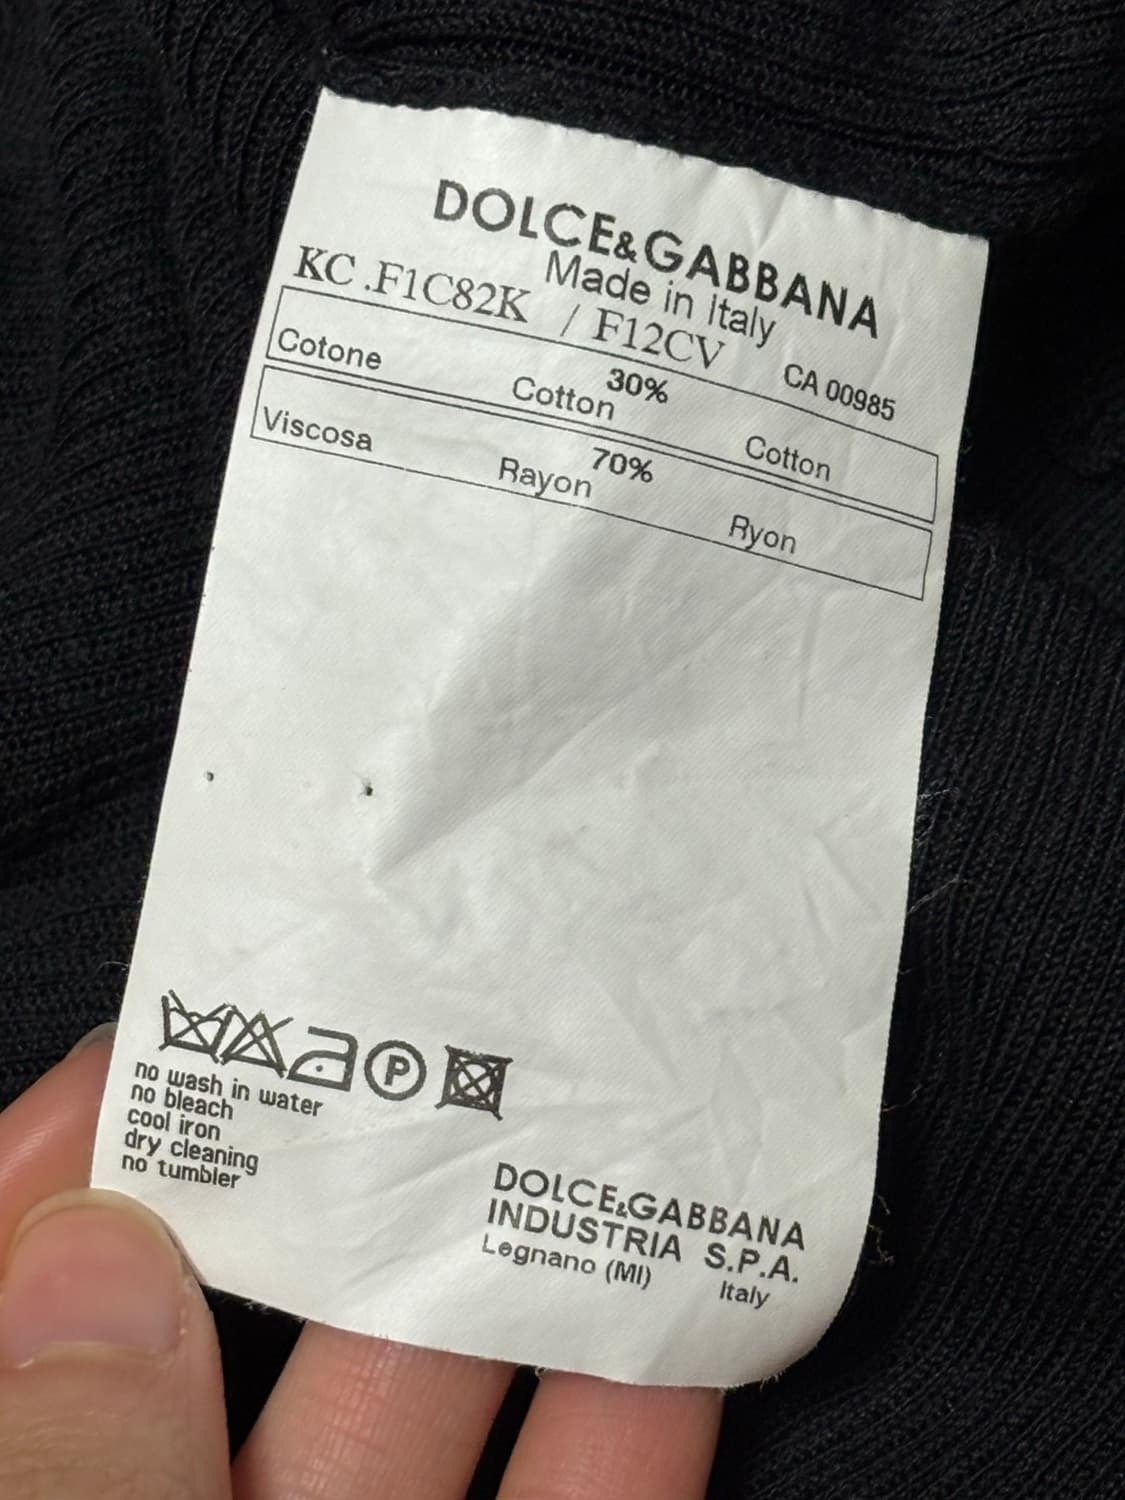 DOLCE&GABBANA
Made in Italy
KC .F1C82K / F12CV
CA 00985
Cotone 30% Cotton Cotton
Viscosa 70% Rayon Ryon
P
no wash in water
no bleach
cool iron
dry cleaning
no tumbler
DOLCE&GABBANA
INDUSTRIA S.P.A.
Legnano (MI) Italy